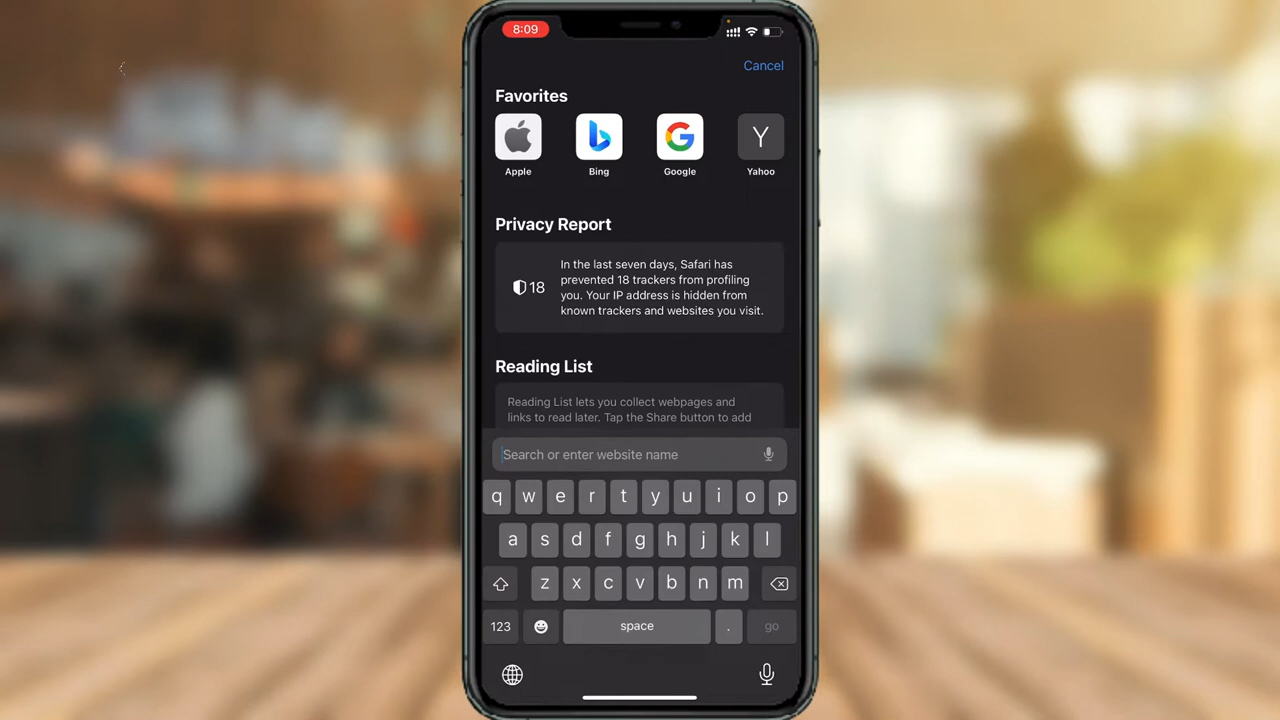 8:09
Cancel
Favorites
Apple Bing Google Y Yahoo
Privacy Report
18
In the last seven days, Safari has
prevented 18 trackers from profiling
you. Your IP address is hidden from
known trackers and websites you visit.
Reading List
Reading List lets you collect webpages and
links to read later. Tap the Share button to add
Search or enter website name
q w e r t y u i o p
a s d f g h j k l
z x c v b n m
123 space . go